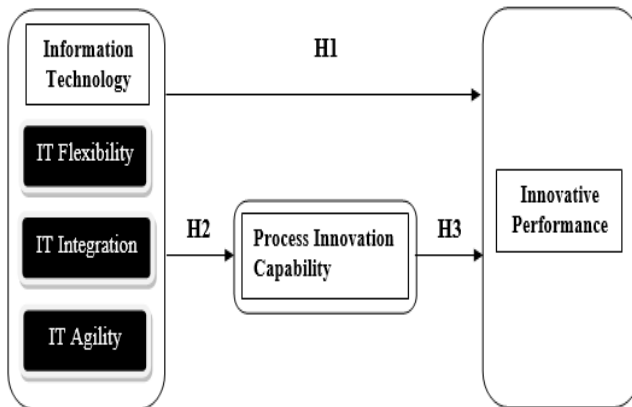 Information
Technology
IT Flexibility
IT Integration
IT Agility
H1
H2
Process Innovation
Capability
H3
Innovative
Performance